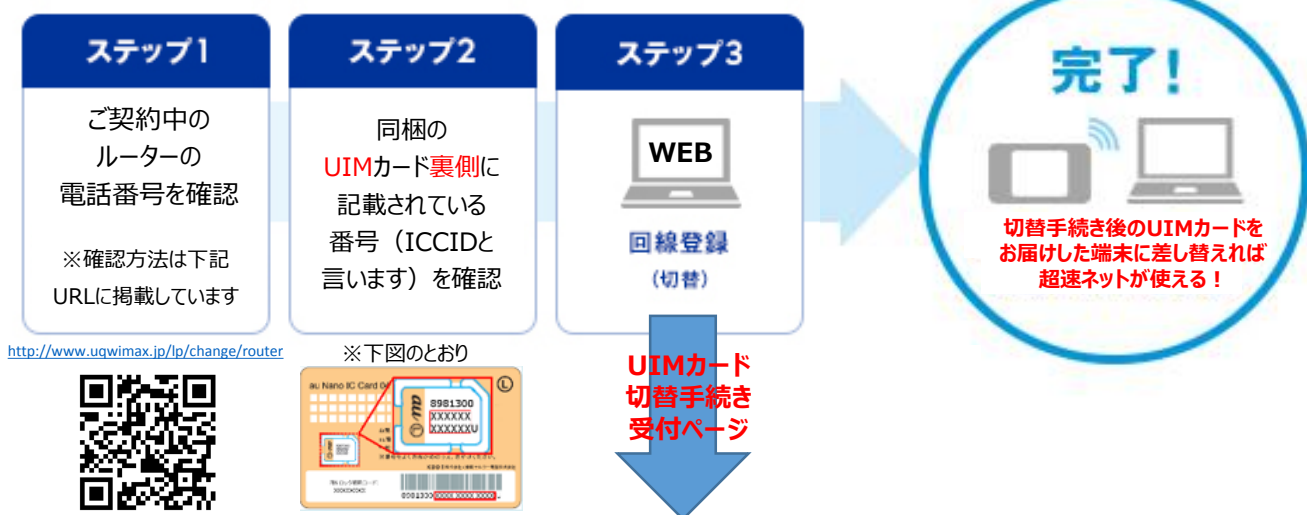 ステップ1
ご契約中の
ルーターの
電話番号を確認
※確認方法は下記
URLに掲載しています
http://www.uqwimax.jp/lp/change/router
ステップ2
同梱の
UIMカード裏側に
記載されている
番号（ICCIDと
言います）を確認
※下図のとおり
au Nano IC Card 04
au
8981300
XXXXXX
XXXXXXU
L
ステップ3
WEB
回線登録
(切替)
UIMカード
切替手続き
受付ページ
完了!
切替手続き後のUIMカードを
お届けした端末に差し替えれば
超速ネットが使える！